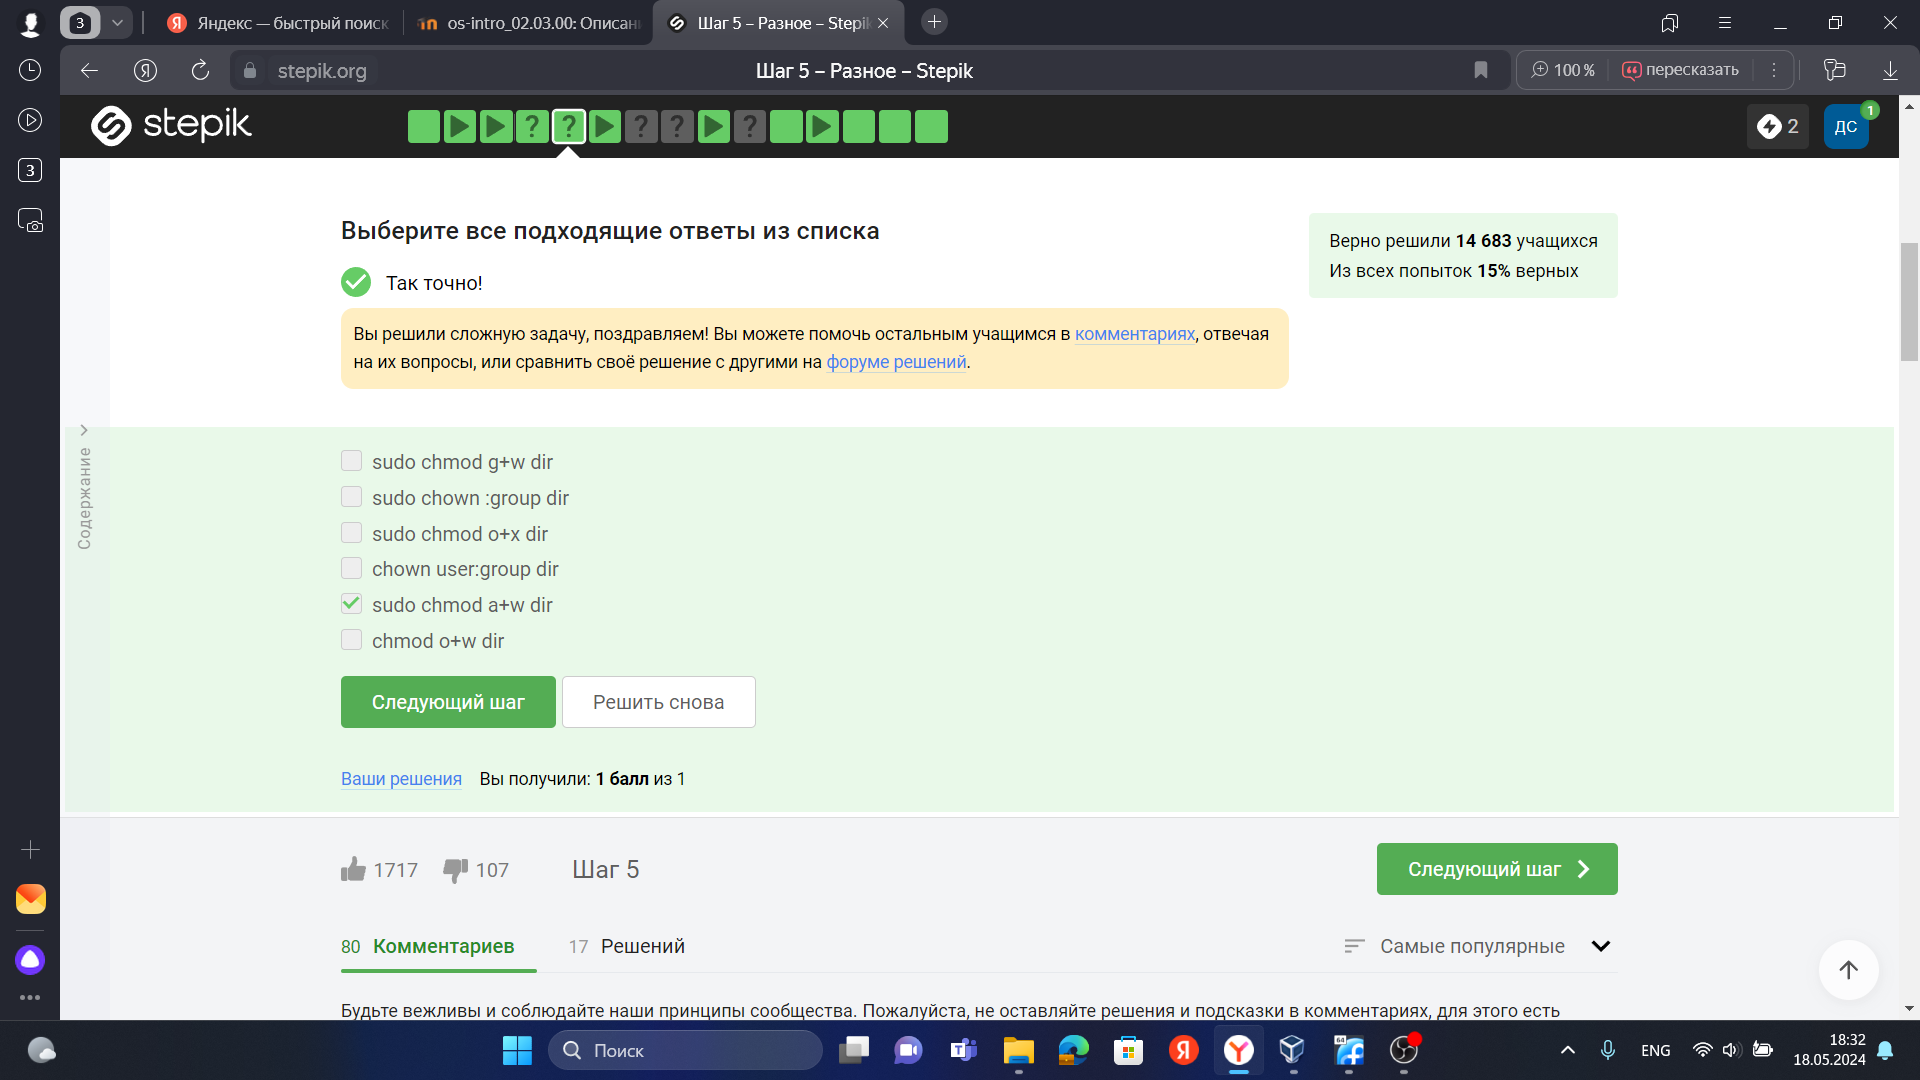 3
Яндекс — быстрый поиск
os-intro_02.03.00: Описан
Шаг 5 – Разное – Stepi
stepik.org
Шаг 5 – Разное – Stepik
100 %
пересказать
3
stepik
2
ДС
1
Содержание
Выберите все подходящие ответы из списка
Верно решили 14 683 учащихся
Из всех попыток 15% верных
Так точно!
Вы решили сложную задачу, поздравляем! Вы можете помочь остальным учащимся в комментариях, отвечая
на их вопросы, или сравнить своё решение с другими на форуме решений.
sudo chmod g+w dir
sudo chown :group dir
sudo chmod o+x dir
chown user:group dir
sudo chmod a+w dir
chmod o+w dir
Следующий шаг
Решить снова
Ваши решения
Вы получили: 1 балл из 1
1717
107
Шаг 5
Следующий шаг
80 Комментариев
17 Решений
Самые популярные
Будьте вежливы и соблюдайте наши принципы сообщества. Пожалуйста, не оставляйте решения и подсказки в комментариях, для этого есть
Поиск
ENG
18:32
18.05.2024